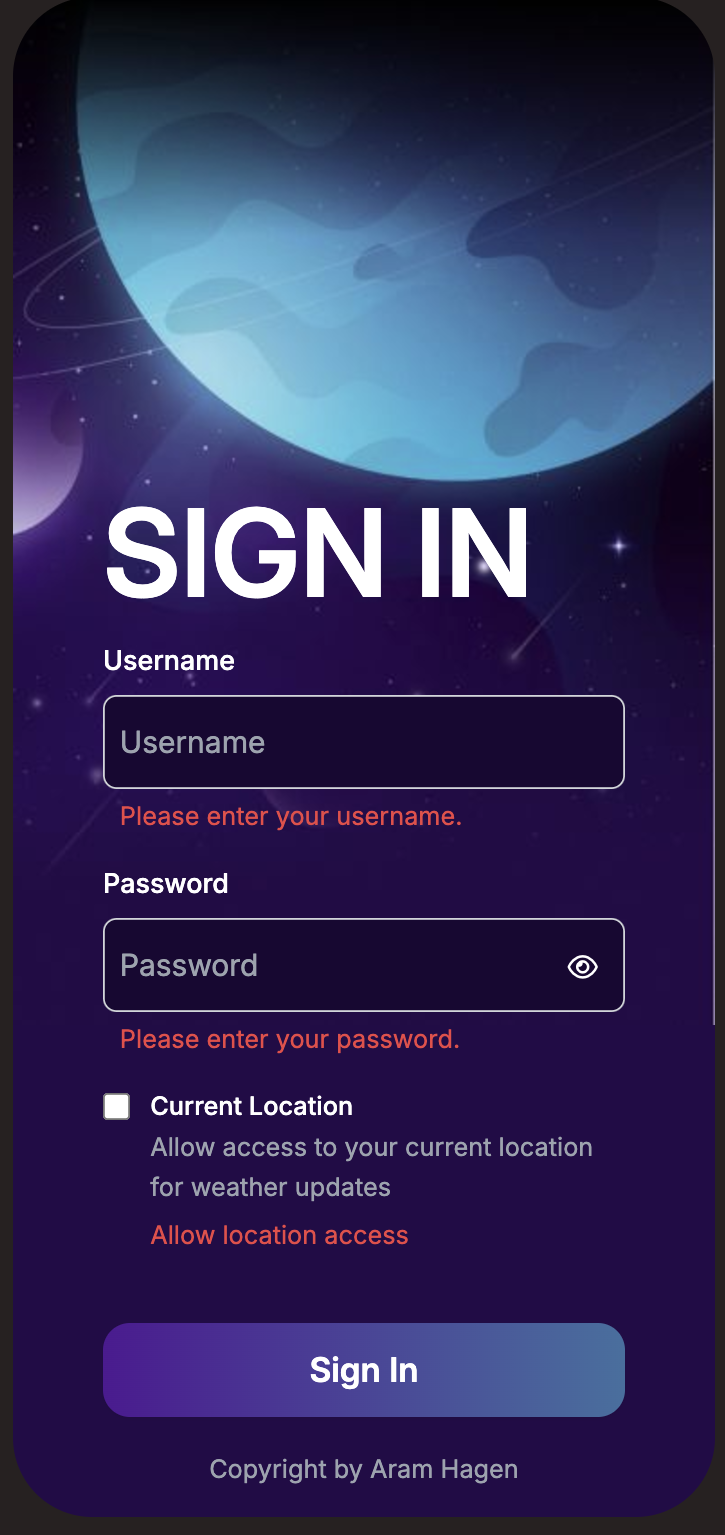 SIGN IN
Username
Username
Please enter your username.
Password
Password
Please enter your password.
Current Location
Allow access to your current location
for weather updates
Allow location access
Sign In
Copyright by Aram Hagen